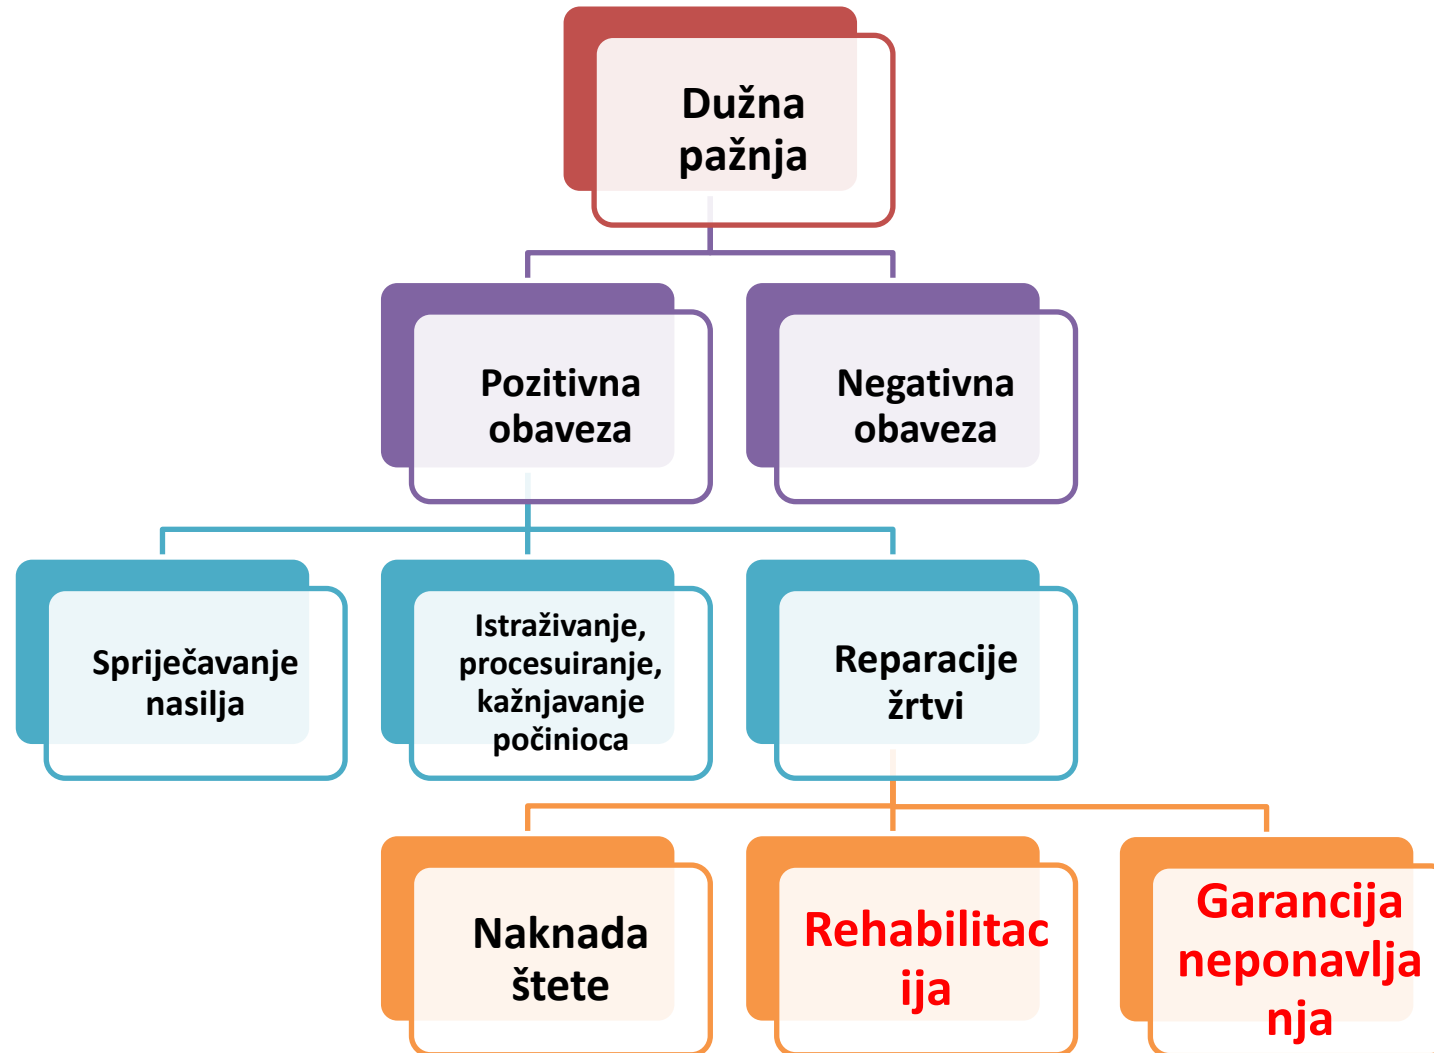 Dužna
pažnja
Pozitivna
obaveza
Negativna
obaveza
Spriječavanje
nasilja
Istraživanje,
procesuiranje,
kažnjavanje
počinioca
Reparacije
žrtvi
Naknada
štete
Rehabilitac
ija
Garancija
neponavlja
nja